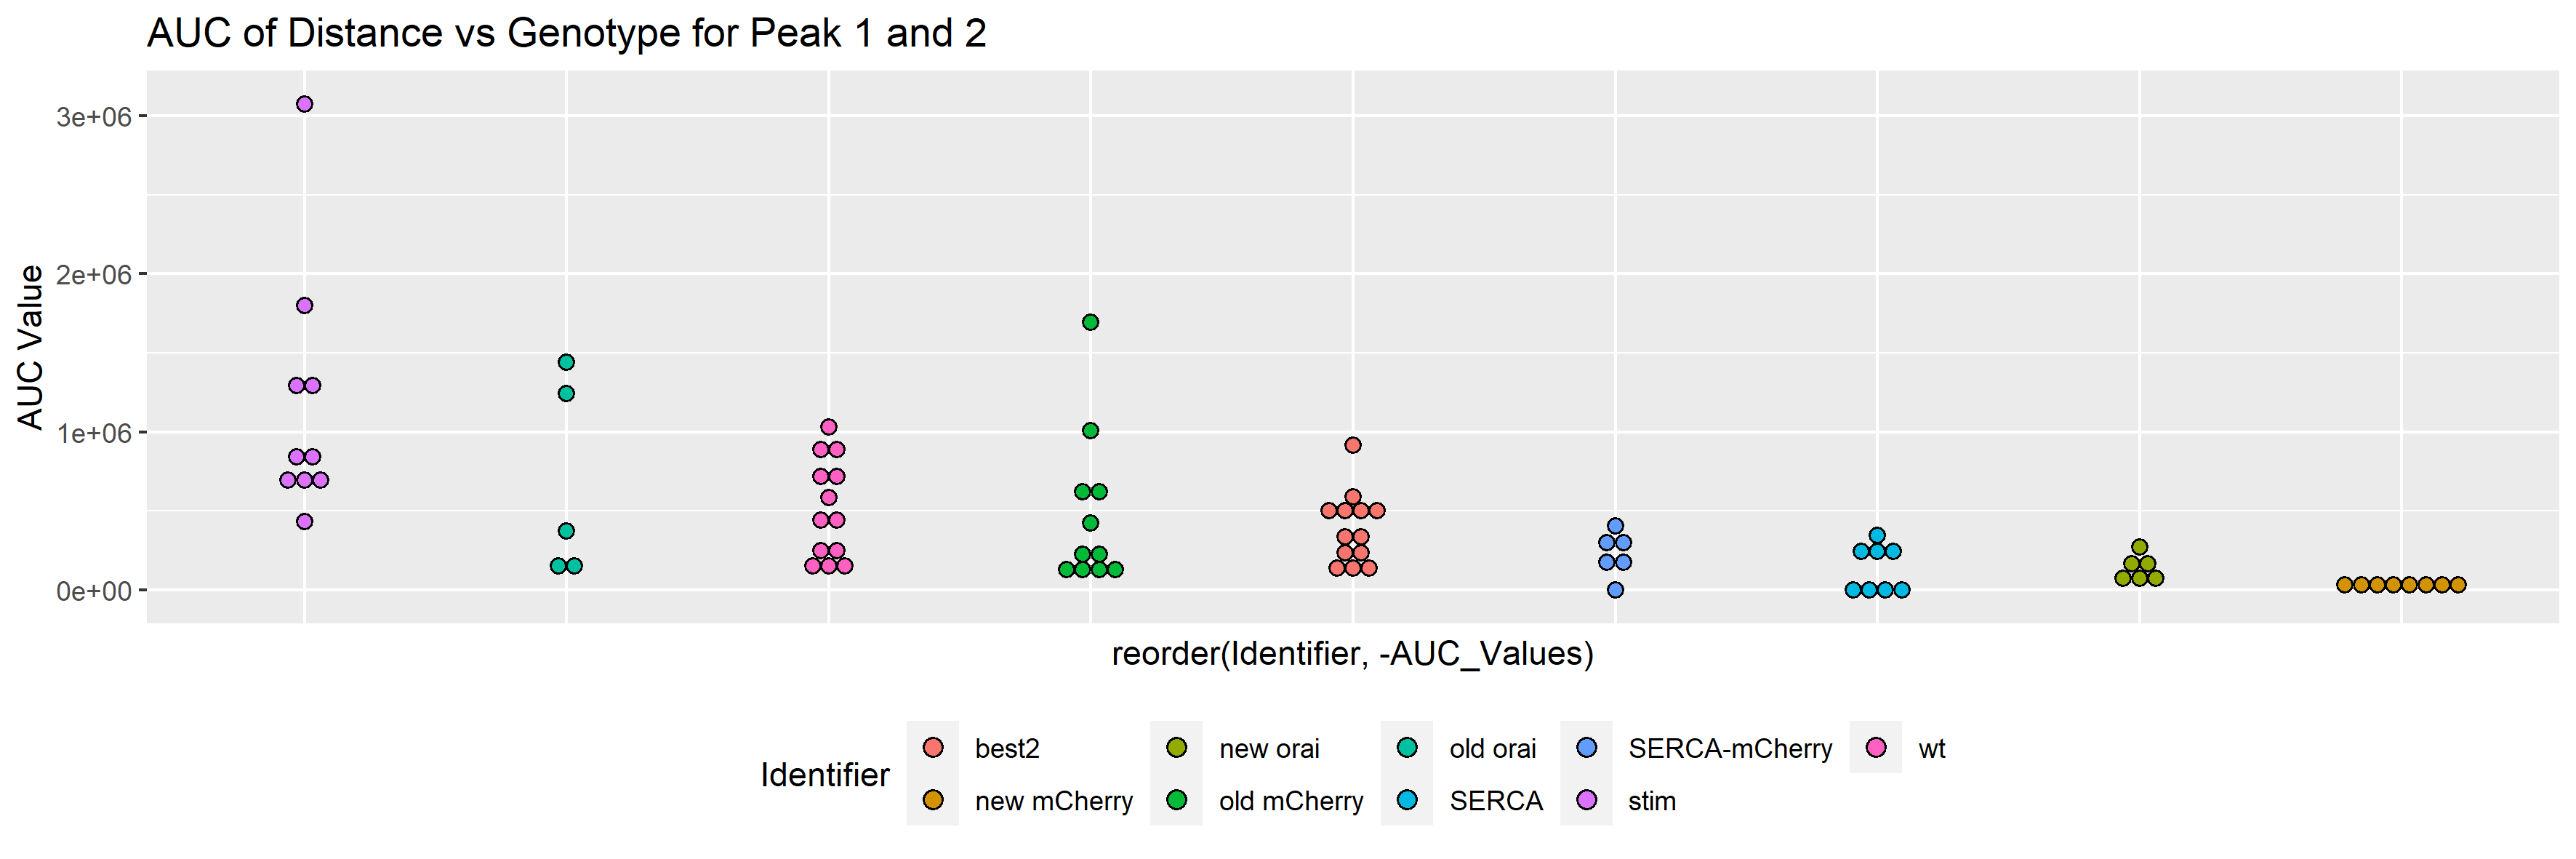 AUC of Distance vs Genotype for Peak 1 and 2
AUC Value
3e+06
2e+06
1e+06
0e+00
reorder(Identifier, -AUC_Values)
Identifier
best2
new orai
old orai
SERCA-mCherry
wt
new mCherry
old mCherry
SERCA
stim